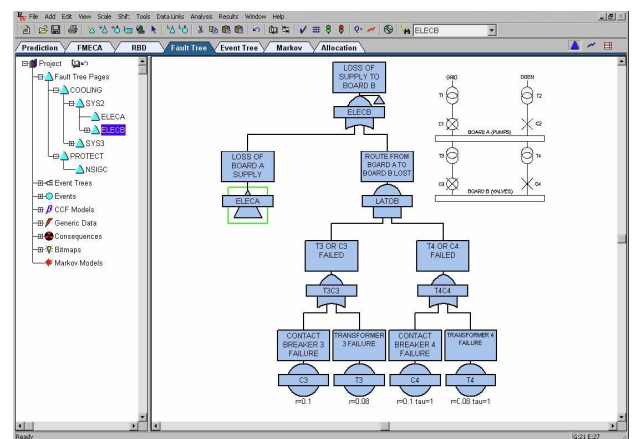 File Add Edit View Scale Shift Tools Data Links Analysis Results Window Help
ELECB
Prediction FMECA RBD Fault Tree Event Tree Markov Allocation
Project
Fault Tree Pages
COOLING
SYS2
ELECA
ELECB
SYS3
PROTECT
NSIGC
Event Trees
Events
CCF Models
Generic Data
Consequences
Bitmaps
Markov Models
LOSS OF
SUPPLY TO
BOARD B
ELECB
LOSS OF
BOARD A
SUPPLY
ELECA
ROUTE FROM
BOARD A TO
BOARD B LOST
LATOB
T3 OR C3
FAILED
T3C3
T4 OR C4
FAILED
T4C4
CONTACT
BREAKER 3
FAILURE
C3
r=0.1
TRANSFORMER
3 FAILURE
T3
r=0.08
CONTACT
BREAKER 4
FAILURE
C4
r=0.1 tau=1
TRANSFORMER 4
FAILURE
T4
r=0.08 tau=1
GRID
T1
T2
C1
C2
BOARD A (PUMPS)
T3
T4
C3
C4
BOARD B (VALVES)
Ready
G:21 E:27